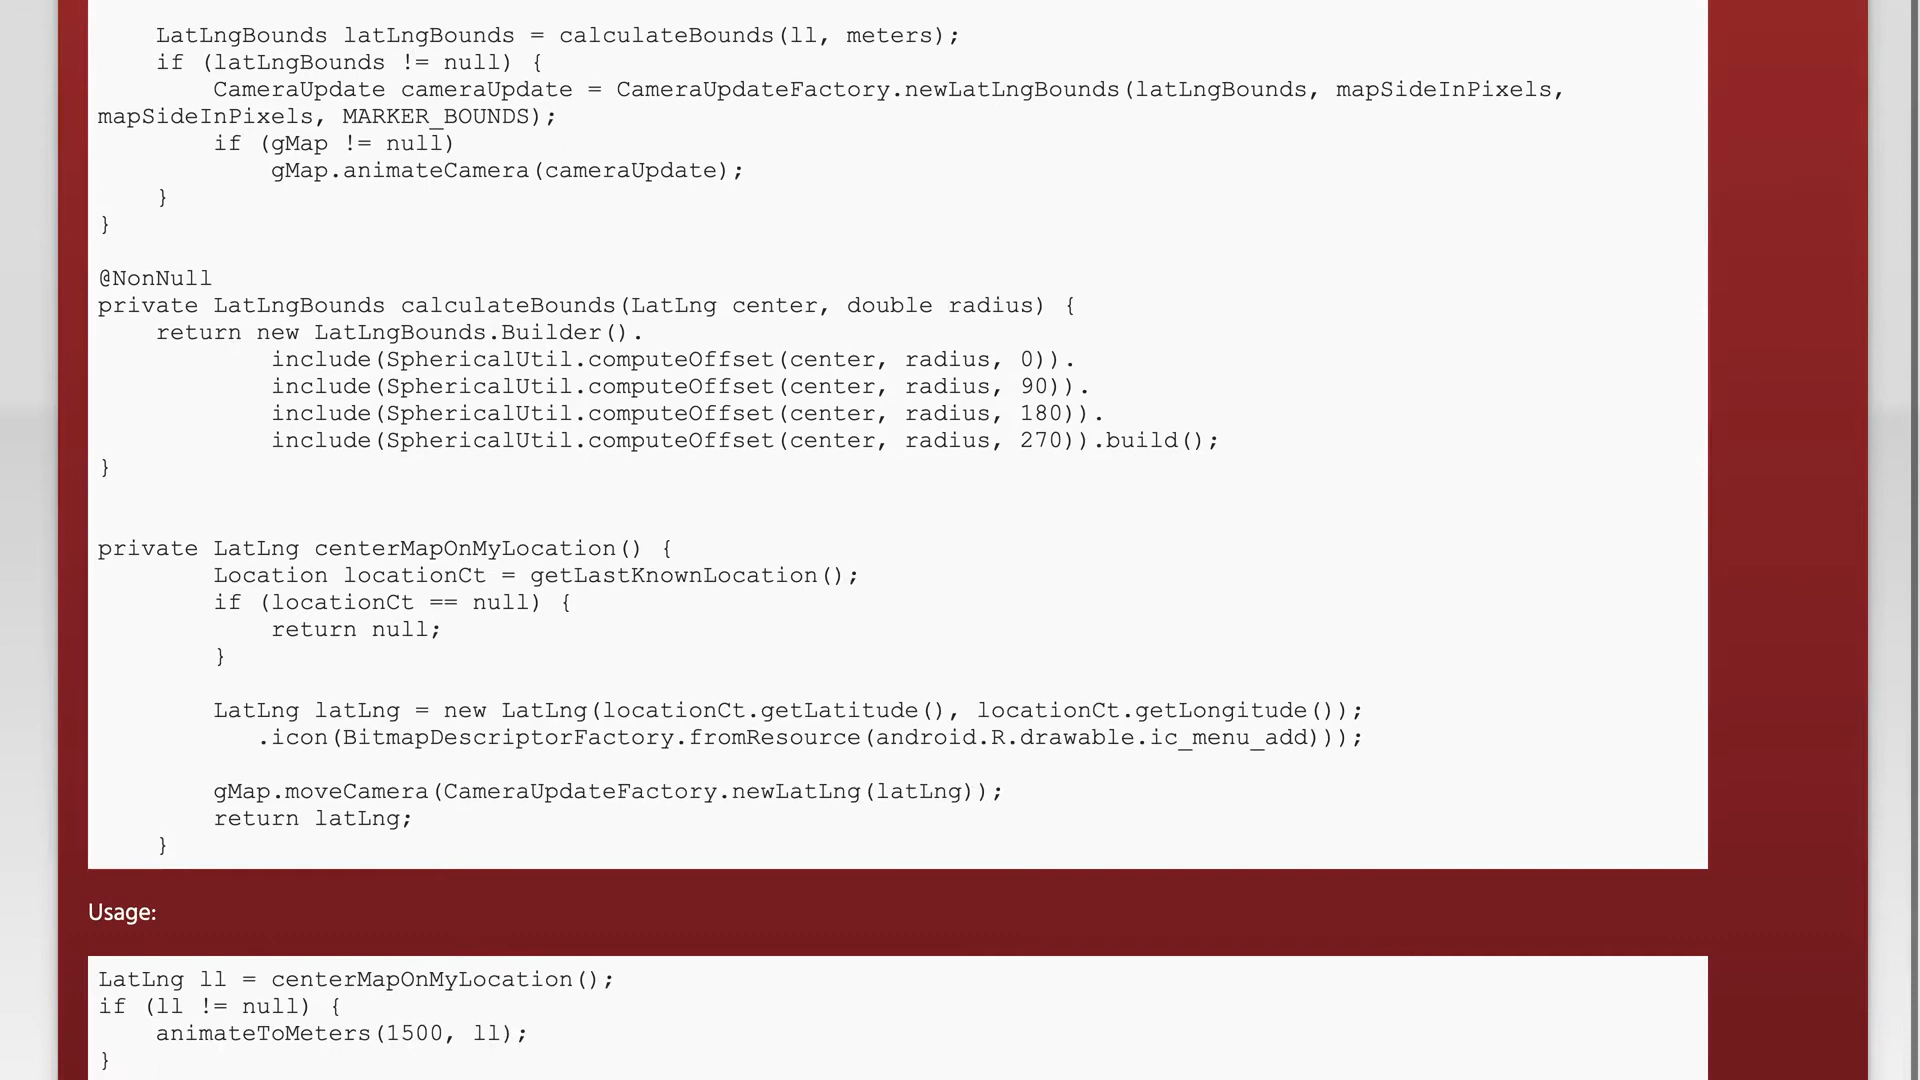 LatLngBounds latLngBounds = calculateBounds(ll, meters);
if (latLngBounds != null) {
CameraUpdate cameraUpdate = CameraUpdateFactory.newLatLngBounds(latLngBounds, mapSideInPixels,
mapSideInPixels, MARKER_BOUNDS);
if (gMap != null)
gMap.animateCamera(cameraUpdate);
}
}
@NonNull
private LatLngBounds calculateBounds(LatLng center, double radius) {
return new LatLngBounds.Builder().
include(SphericalUtil.computeOffset(center, radius, 0)).
include(SphericalUtil.computeOffset(center, radius, 90)).
include(SphericalUtil.computeOffset(center, radius, 180)).
include(SphericalUtil.computeOffset(center, radius, 270)).build();
}
private LatLng centerMapOnMyLocation() {
Location locationCt = getLastKnownLocation();
if (locationCt == null) {
return null;
}
LatLng latLng = new LatLng(locationCt.getLatitude(), locationCt.getLongitude());
.icon(BitmapDescriptorFactory.fromResource(android.R.drawable.ic_menu_add)));
gMap.moveCamera(CameraUpdateFactory.newLatLng(latLng));
return latLng;
}
Usage:
LatLng ll = centerMapOnMyLocation();
if (ll != null) {
animateToMeters(1500, ll);
}